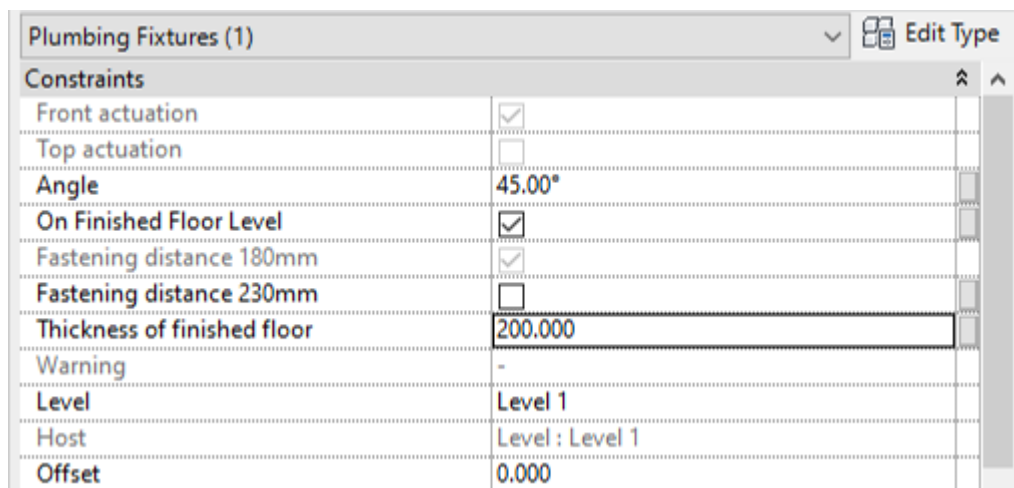 Plumbing Fixtures (1) Edit Type
Constraints
Front actuation
Top actuation
Angle 45.00°
On Finished Floor Level
Fastening distance 180mm
Fastening distance 230mm
Thickness of finished floor 200.000
Warning -
Level Level 1
Host Level : Level 1
Offset 0.000